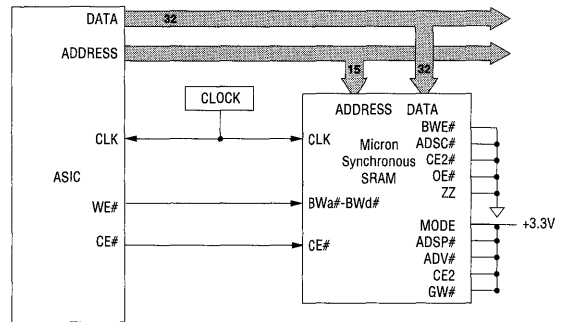 DATA
32
ADDRESS
15
32
CLOCK
ADDRESS DATA
BWE#
CLK
CLK
Micron
Synchronous
SRAM
ADSC#
CE2#
OE#
ZZ
ASIC
WE#
BWa#-BWd#
MODE
+3.3V
CE#
CE#
ADSP#
ADV#
CE2
GW#